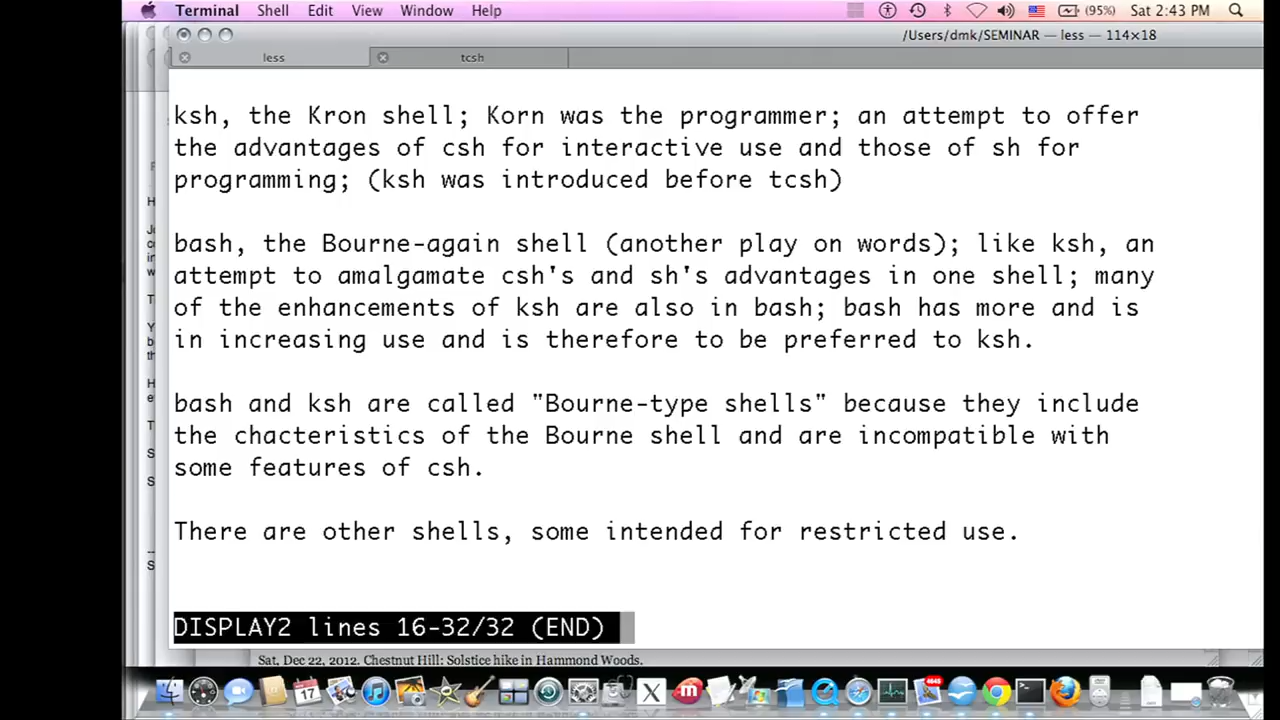 Terminal Shell Edit View Window Help (95%) Sat 2:43 PM
/Users/dmk/SEMINAR — less — 114×18
less tcsh
ksh, the Kron shell; Korn was the programmer; an attempt to offer
the advantages of csh for interactive use and those of sh for
programming; (ksh was introduced before tcsh)
bash, the Bourne-again shell (another play on words); like ksh, an
attempt to amalgamate csh's and sh's advantages in one shell; many
of the enhancements of ksh are also in bash; bash has more and is
in increasing use and is therefore to be preferred to ksh.
bash and ksh are called "Bourne-type shells" because they include
the chacteristics of the Bourne shell and are incompatible with
some features of csh.
There are other shells, some intended for restricted use.
DISPLAY2 lines 16-32/32 (END)
Sat, Dec 22, 2012. Chestnut Hill: Solstice hike in Hammond Woods.
17